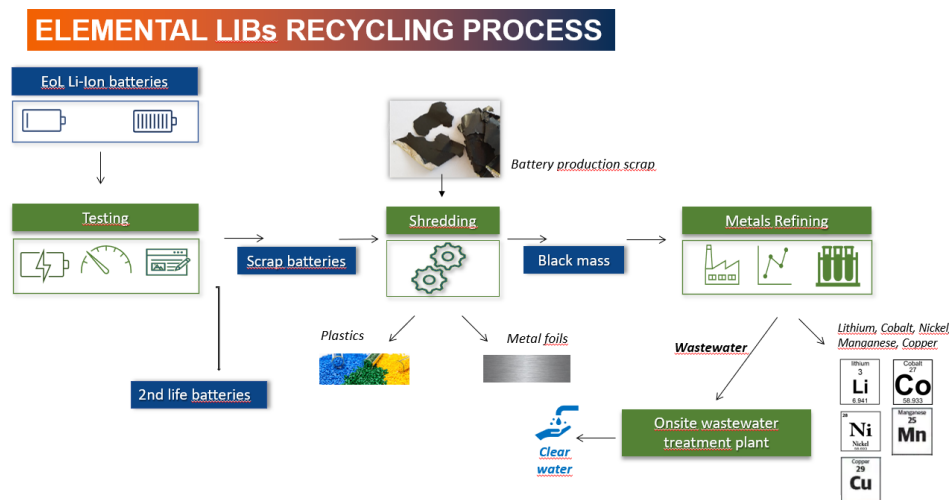 ELEMENTAL LIBs RECYCLING PROCESS
EoL Li-Ion batteries
Battery production scrap
Testing
Shredding
Metals Refining
Scrap batteries
Black mass
Plastics
Metal foils
Wastewater
Lithium, Cobalt, Nickel,
Manganese, Copper
2nd life batteries
Onsite wastewater
treatment plant
Clear
water
lithium
3
Li
6.941
Cobalt
27
Co
58.933
28
Ni
Nickel
Manganese
25
Mn
Copper
29
Cu